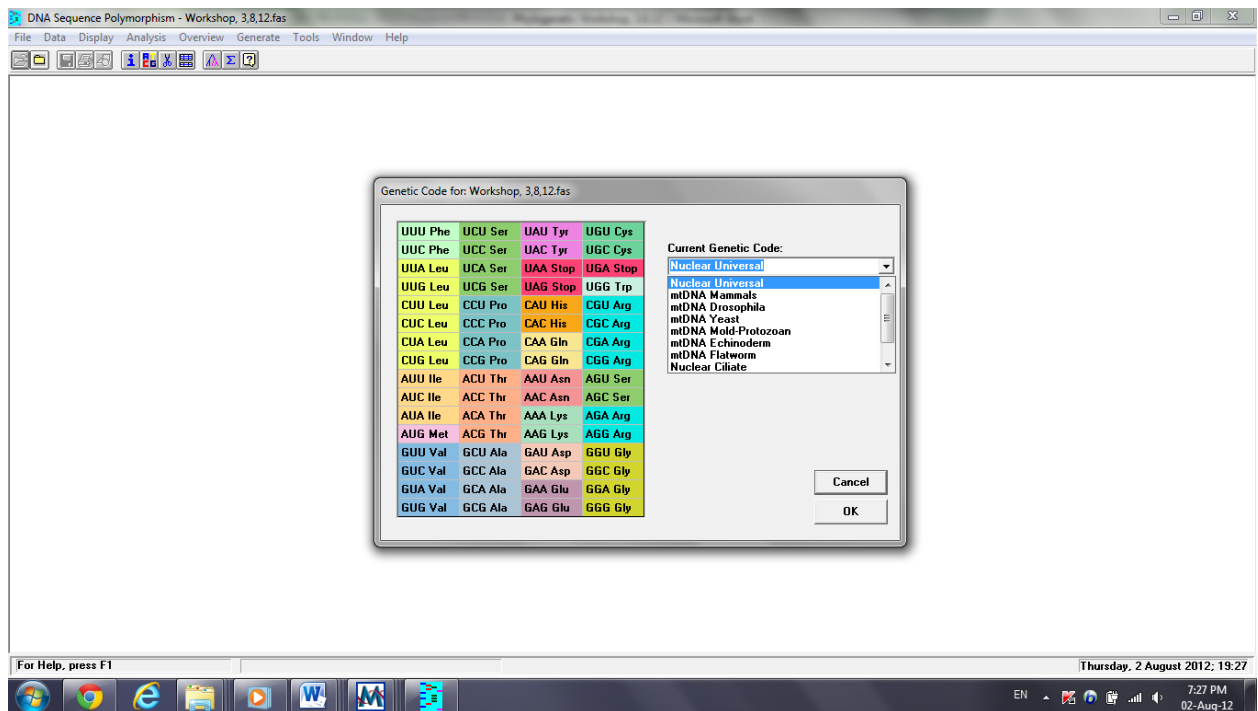 DNA Sequence Polymorphism - Workshop, 3,8,12.fas
File Data Display Analysis Overview Generate Tools Window Help
Genetic Code for: Workshop, 3,8,12.fas
UUU Phe UCU Ser UAU Tyr UGU Cys
UUC Phe UCC Ser UAC Tyr UGC Cys
UUA Leu UCA Ser UAA Stop UGA Stop
UUG Leu UCG Ser UAG Stop UGG Trp
CUU Leu CCU Pro CAU His CGU Arg
CUC Leu CCC Pro CAC His CGC Arg
CUA Leu CCA Pro CAA Gln CGA Arg
CUG Leu CCG Pro CAG Gln CGG Arg
AUU Ile ACU Thr AAU Asn AGU Ser
AUC Ile ACC Thr AAC Asn AGC Ser
AUA Ile ACA Thr AAA Lys AGA Arg
AUG Met ACG Thr AAG Lys AGG Arg
GUU Val GCU Ala GAU Asp GGU Gly
GUC Val GCC Ala GAC Asp GGC Gly
GUA Val GCA Ala GAA Glu GGA Gly
GUG Val GCG Ala GAG Glu GGG Gly
Current Genetic Code:
Nuclear Universal
Nuclear Universal
mtDNA Mammals
mtDNA Drosophila
mtDNA Yeast
mtDNA Mold-Protozoan
mtDNA Echinoderm
mtDNA Flatworm
Nuclear Ciliate
Cancel
OK
For Help, press F1
Thursday, 2 August 2012; 19:27
EN
7:27 PM
02-Aug-12